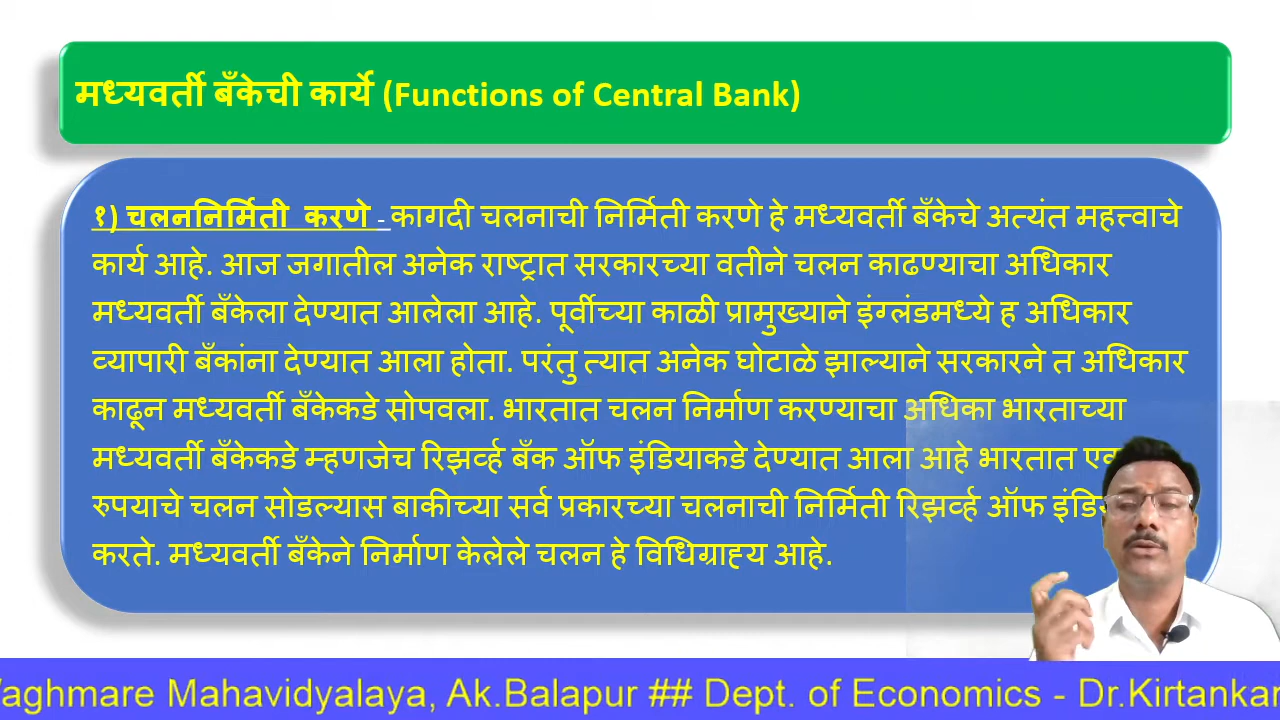 मध्यवर्ती बँकेची कार्ये (Functions of Central Bank)
१) चलननिर्मिती करणे - कागदी चलनाची निर्मिती करणे हे मध्यवर्ती बँकेचे अत्यंत महत्त्वाचे
कार्य आहे. आज जगातील अनेक राष्ट्रात सरकारच्या वतीने चलन काढण्याचा अधिकार
मध्यवर्ती बँकेला देण्यात आलेला आहे. पूर्वीच्या काळी प्रामुख्याने इंग्लंडमध्ये ह अधिकार
व्यापारी बँकांना देण्यात आला होता. परंतु त्यात अनेक घोटाळे झाल्याने सरकारने त अधिकार
काढून मध्यवर्ती बँकेकडे सोपवला. भारतात चलन निर्माण करण्याचा अधिका भारताच्या
मध्यवर्ती बँकेकडे म्हणजेच रिझर्व्ह बँक ऑफ इंडियाकडे देण्यात आला आहे भारतात
रुपयाचे चलन सोडल्यास बाकीच्या सर्व प्रकारच्या चलनाची निर्मिती रिझर्व्ह ऑफ
करते. मध्यवर्ती बँकेने निर्माण केलेले चलन हे विधिग्राह्य आहे.
Mahavidyalaya, Ak.Balapur ## Dept. of Economics - Dr.Kirtankar